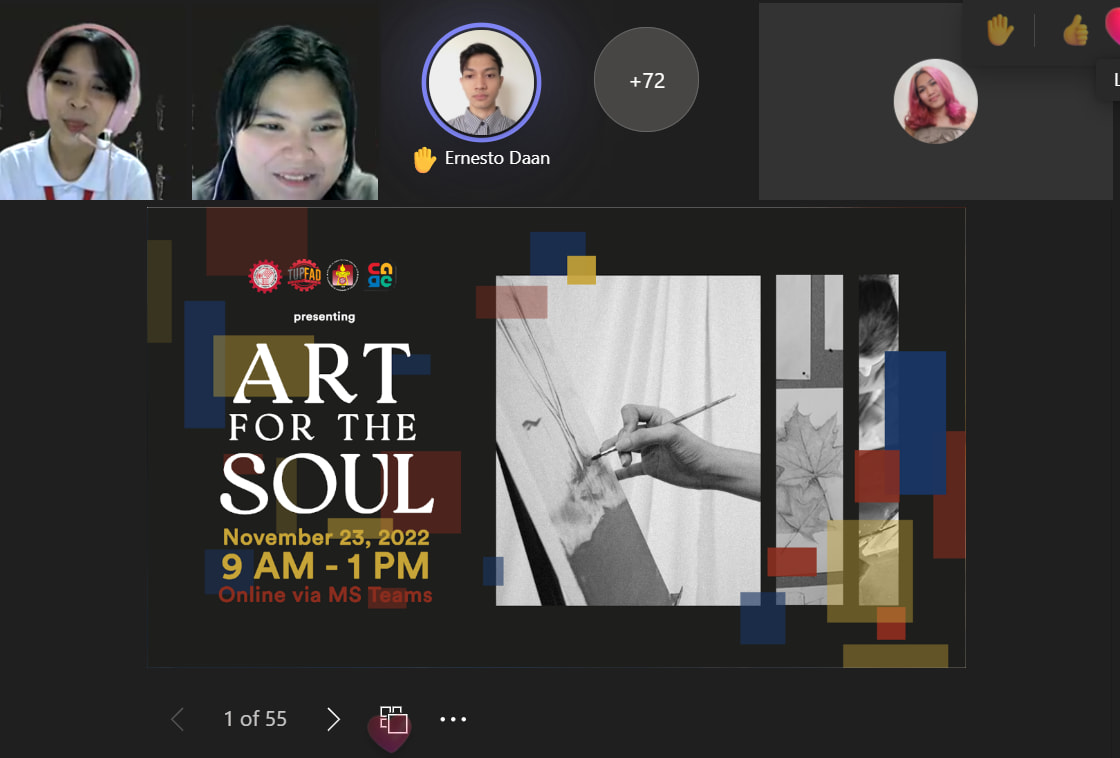 Ernesto Daan
+72
L
TUPFAD
presenting
ART
FOR THE
SOUL
November 23, 2022
9 AM - 1 PM
Online via MS Teams
1 of 55